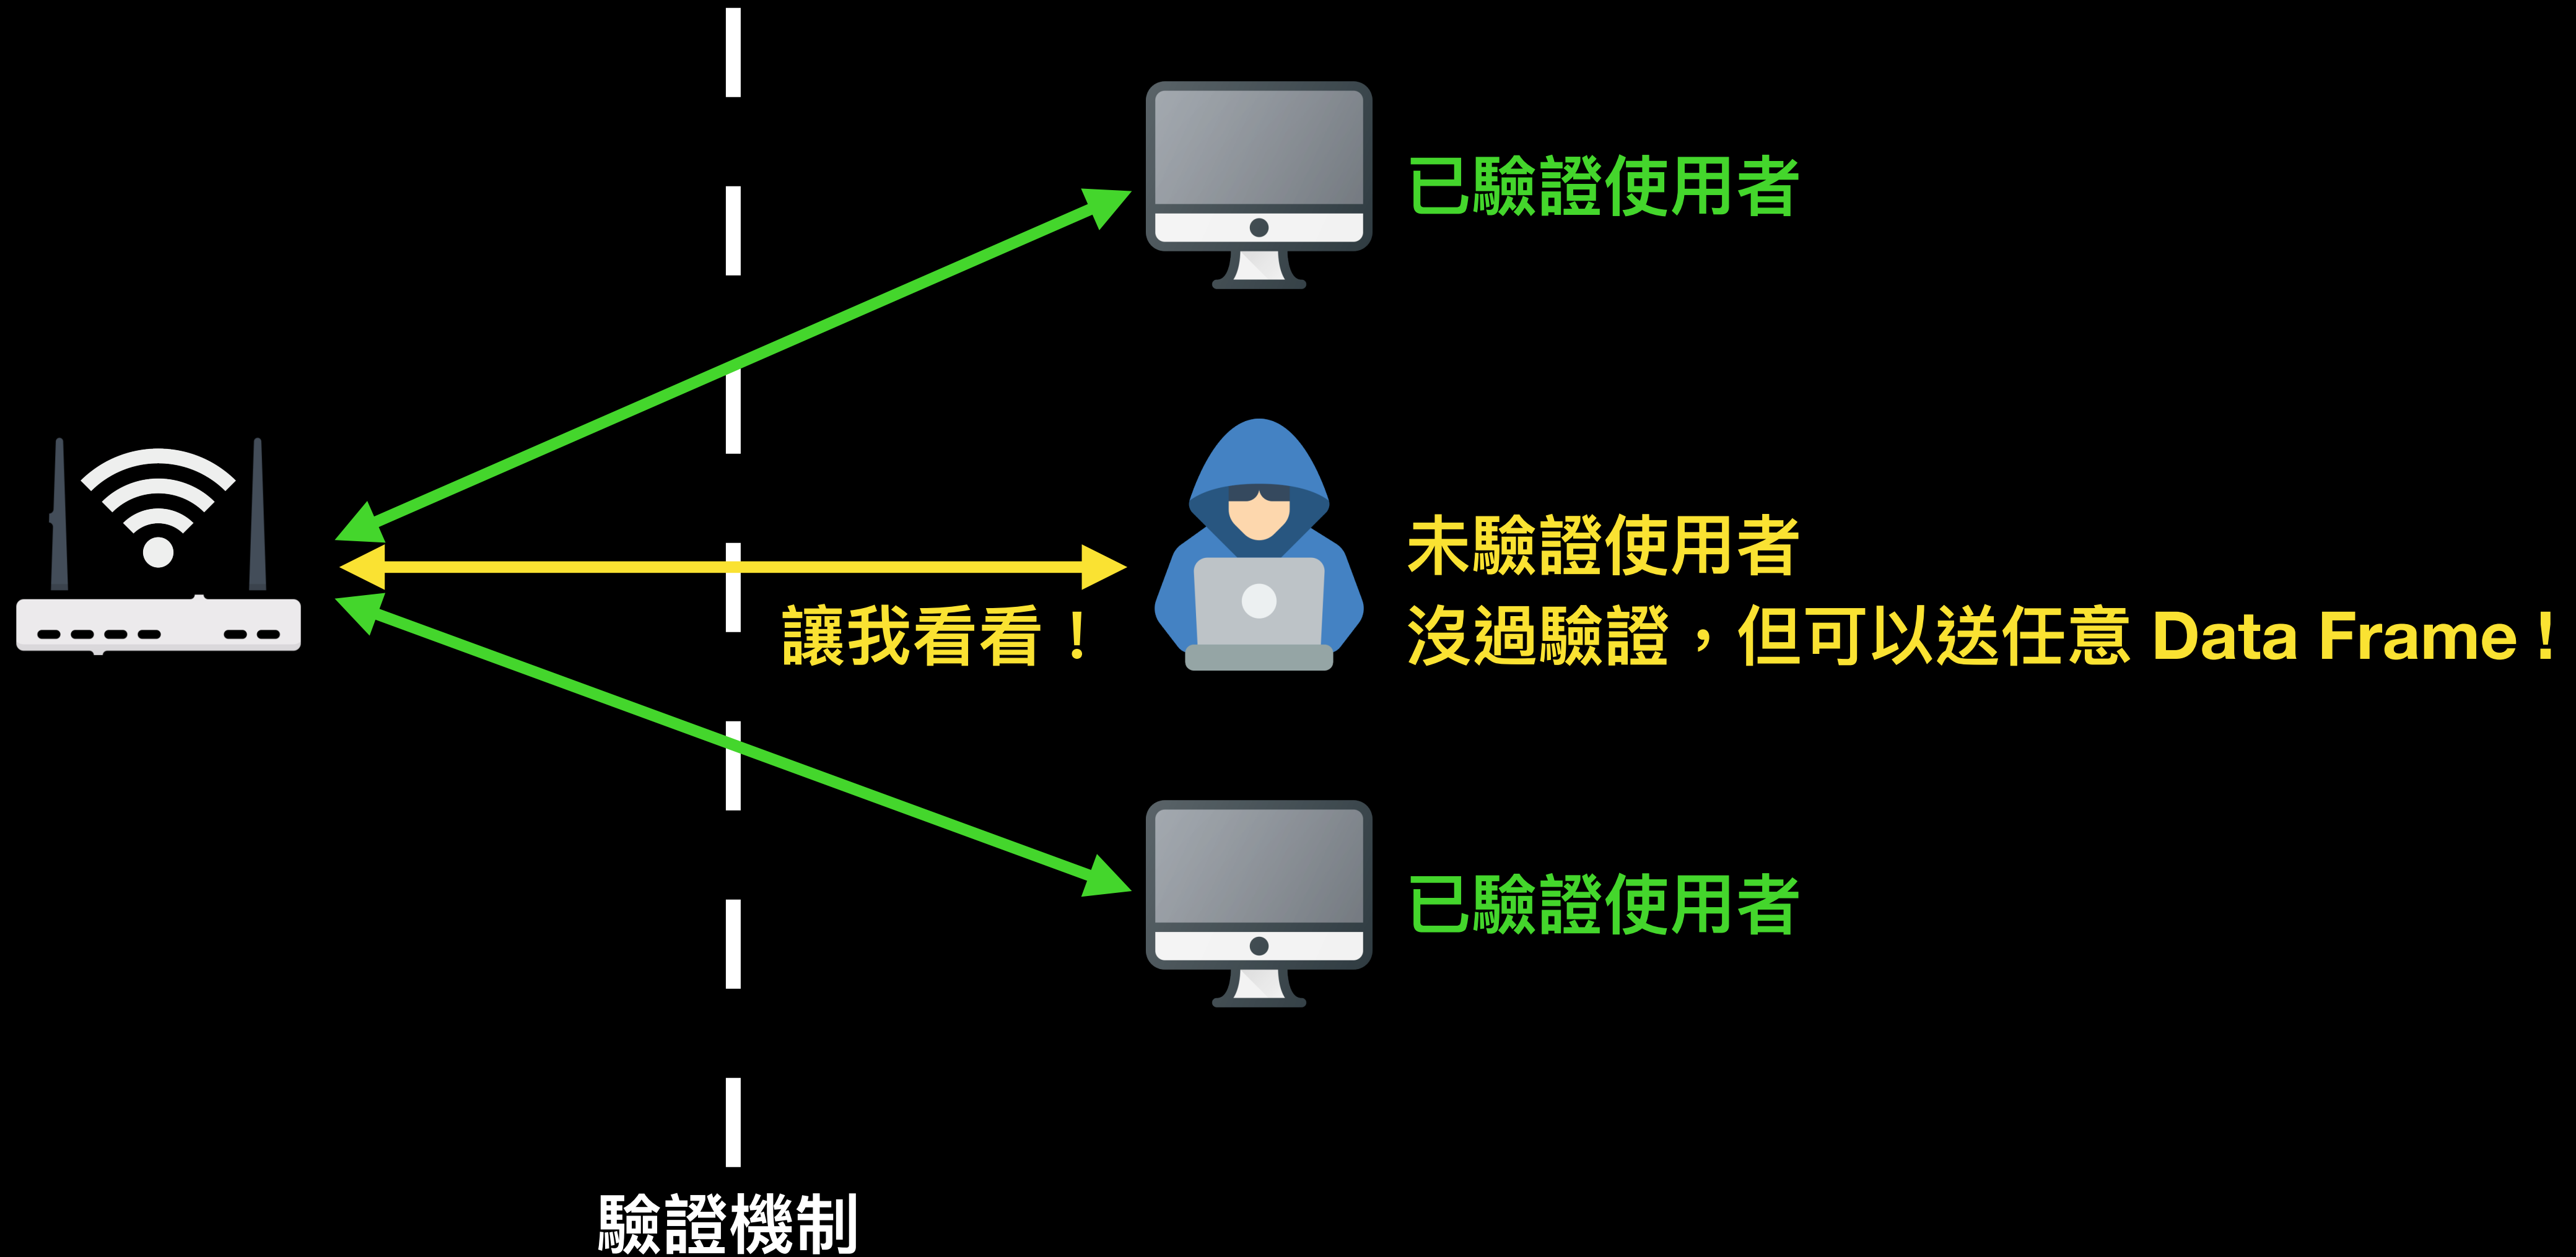 已驗證使用者
未驗證使用者
讓我看看！
沒過驗證，但可以送任意 Data Frame！
已驗證使用者
驗證機制